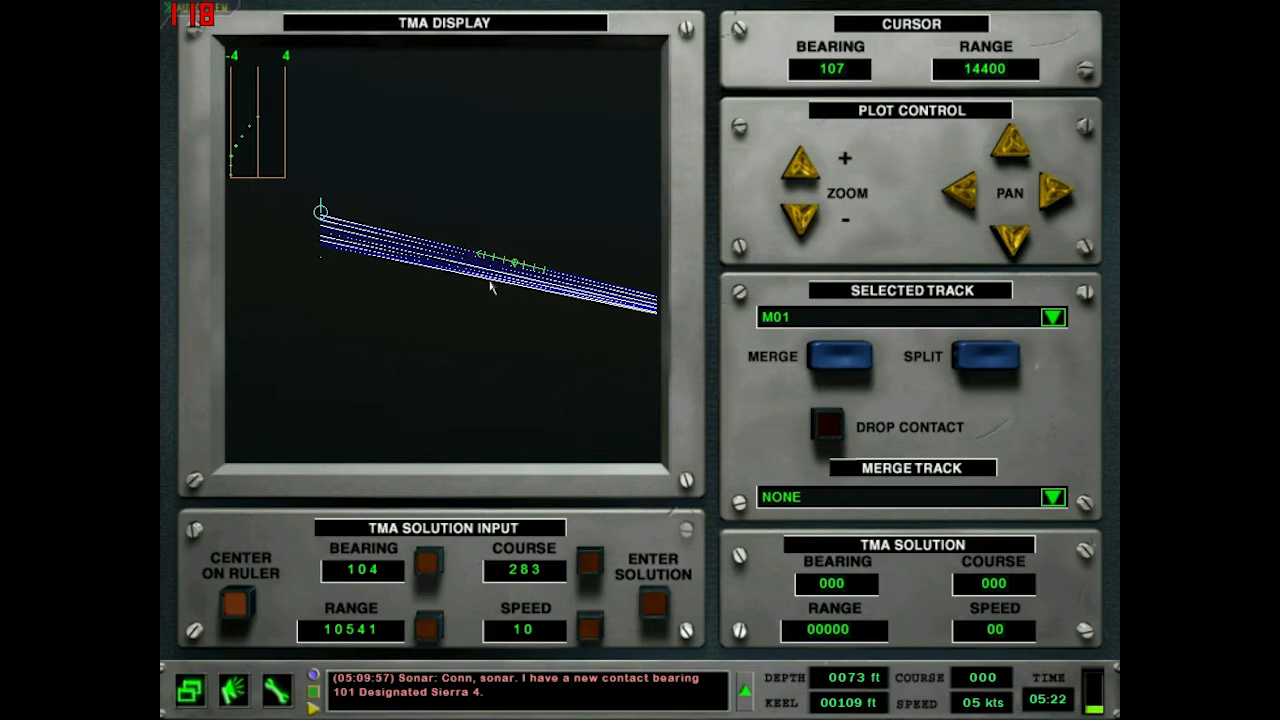 118
TMA DISPLAY
-4 4
CURSOR
BEARING RANGE
107 14400
PLOT CONTROL
+
ZOOM
-
PAN
SELECTED TRACK
M01
MERGE SPLIT
DROP CONTACT
MERGE TRACK
NONE
TMA SOLUTION INPUT
CENTER
ON RULER
BEARING
104
COURSE
283
ENTER
SOLUTION
RANGE
10541
SPEED
10
TMA SOLUTION
BEARING COURSE
000 000
RANGE SPEED
00000 00
(05:09:57) Sonar: Conn, sonar. I have a new contact bearing
101 Designated Sierra 4.
DEPTH 0073 ft COURSE 000 TIME
KEEL 00109 ft SPEED 05 kts 05:22